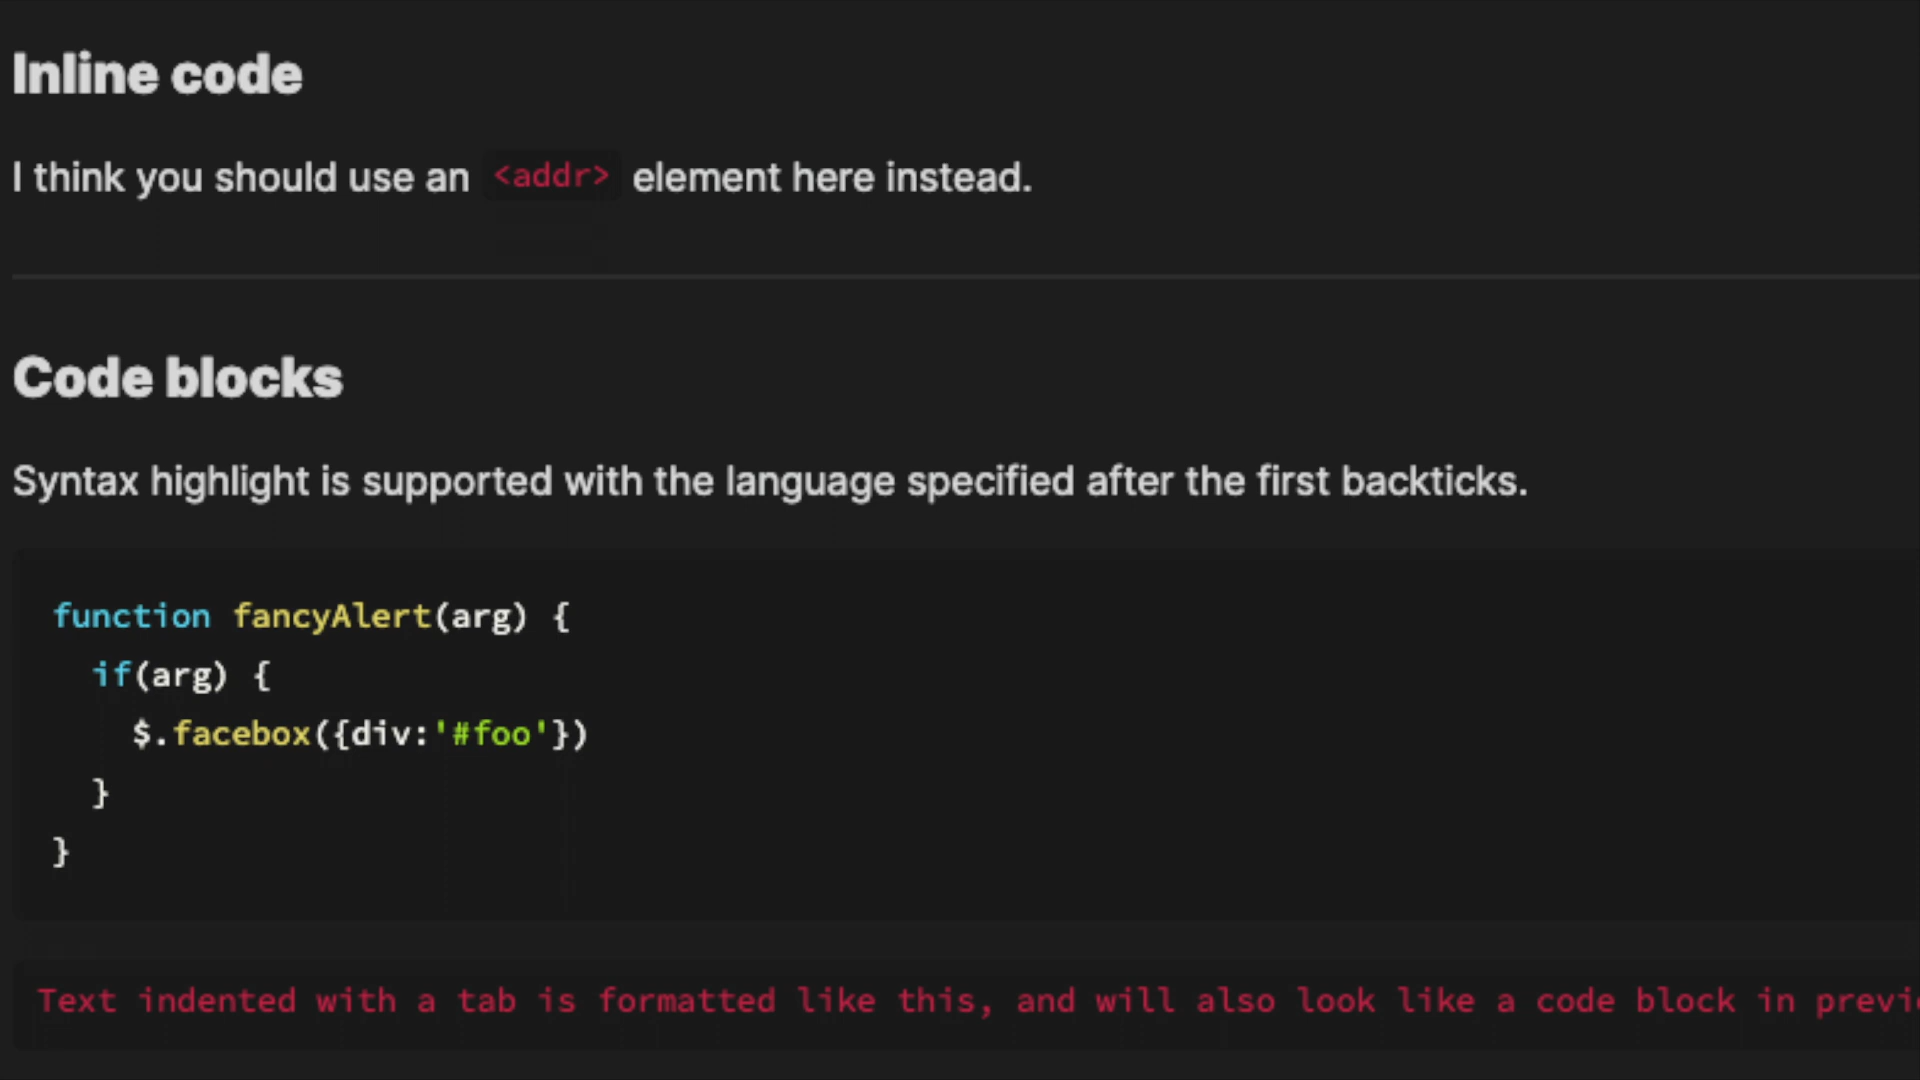 Inline code
I think you should use an <addr> element here instead.
Code blocks
Syntax highlight is supported with the language specified after the first backticks.
function fancyAlert(arg) {
  if(arg) {
    $.facebox({div:'#foo'})
  }
}
Text indented with a tab is formatted like this, and will also look like a code block in